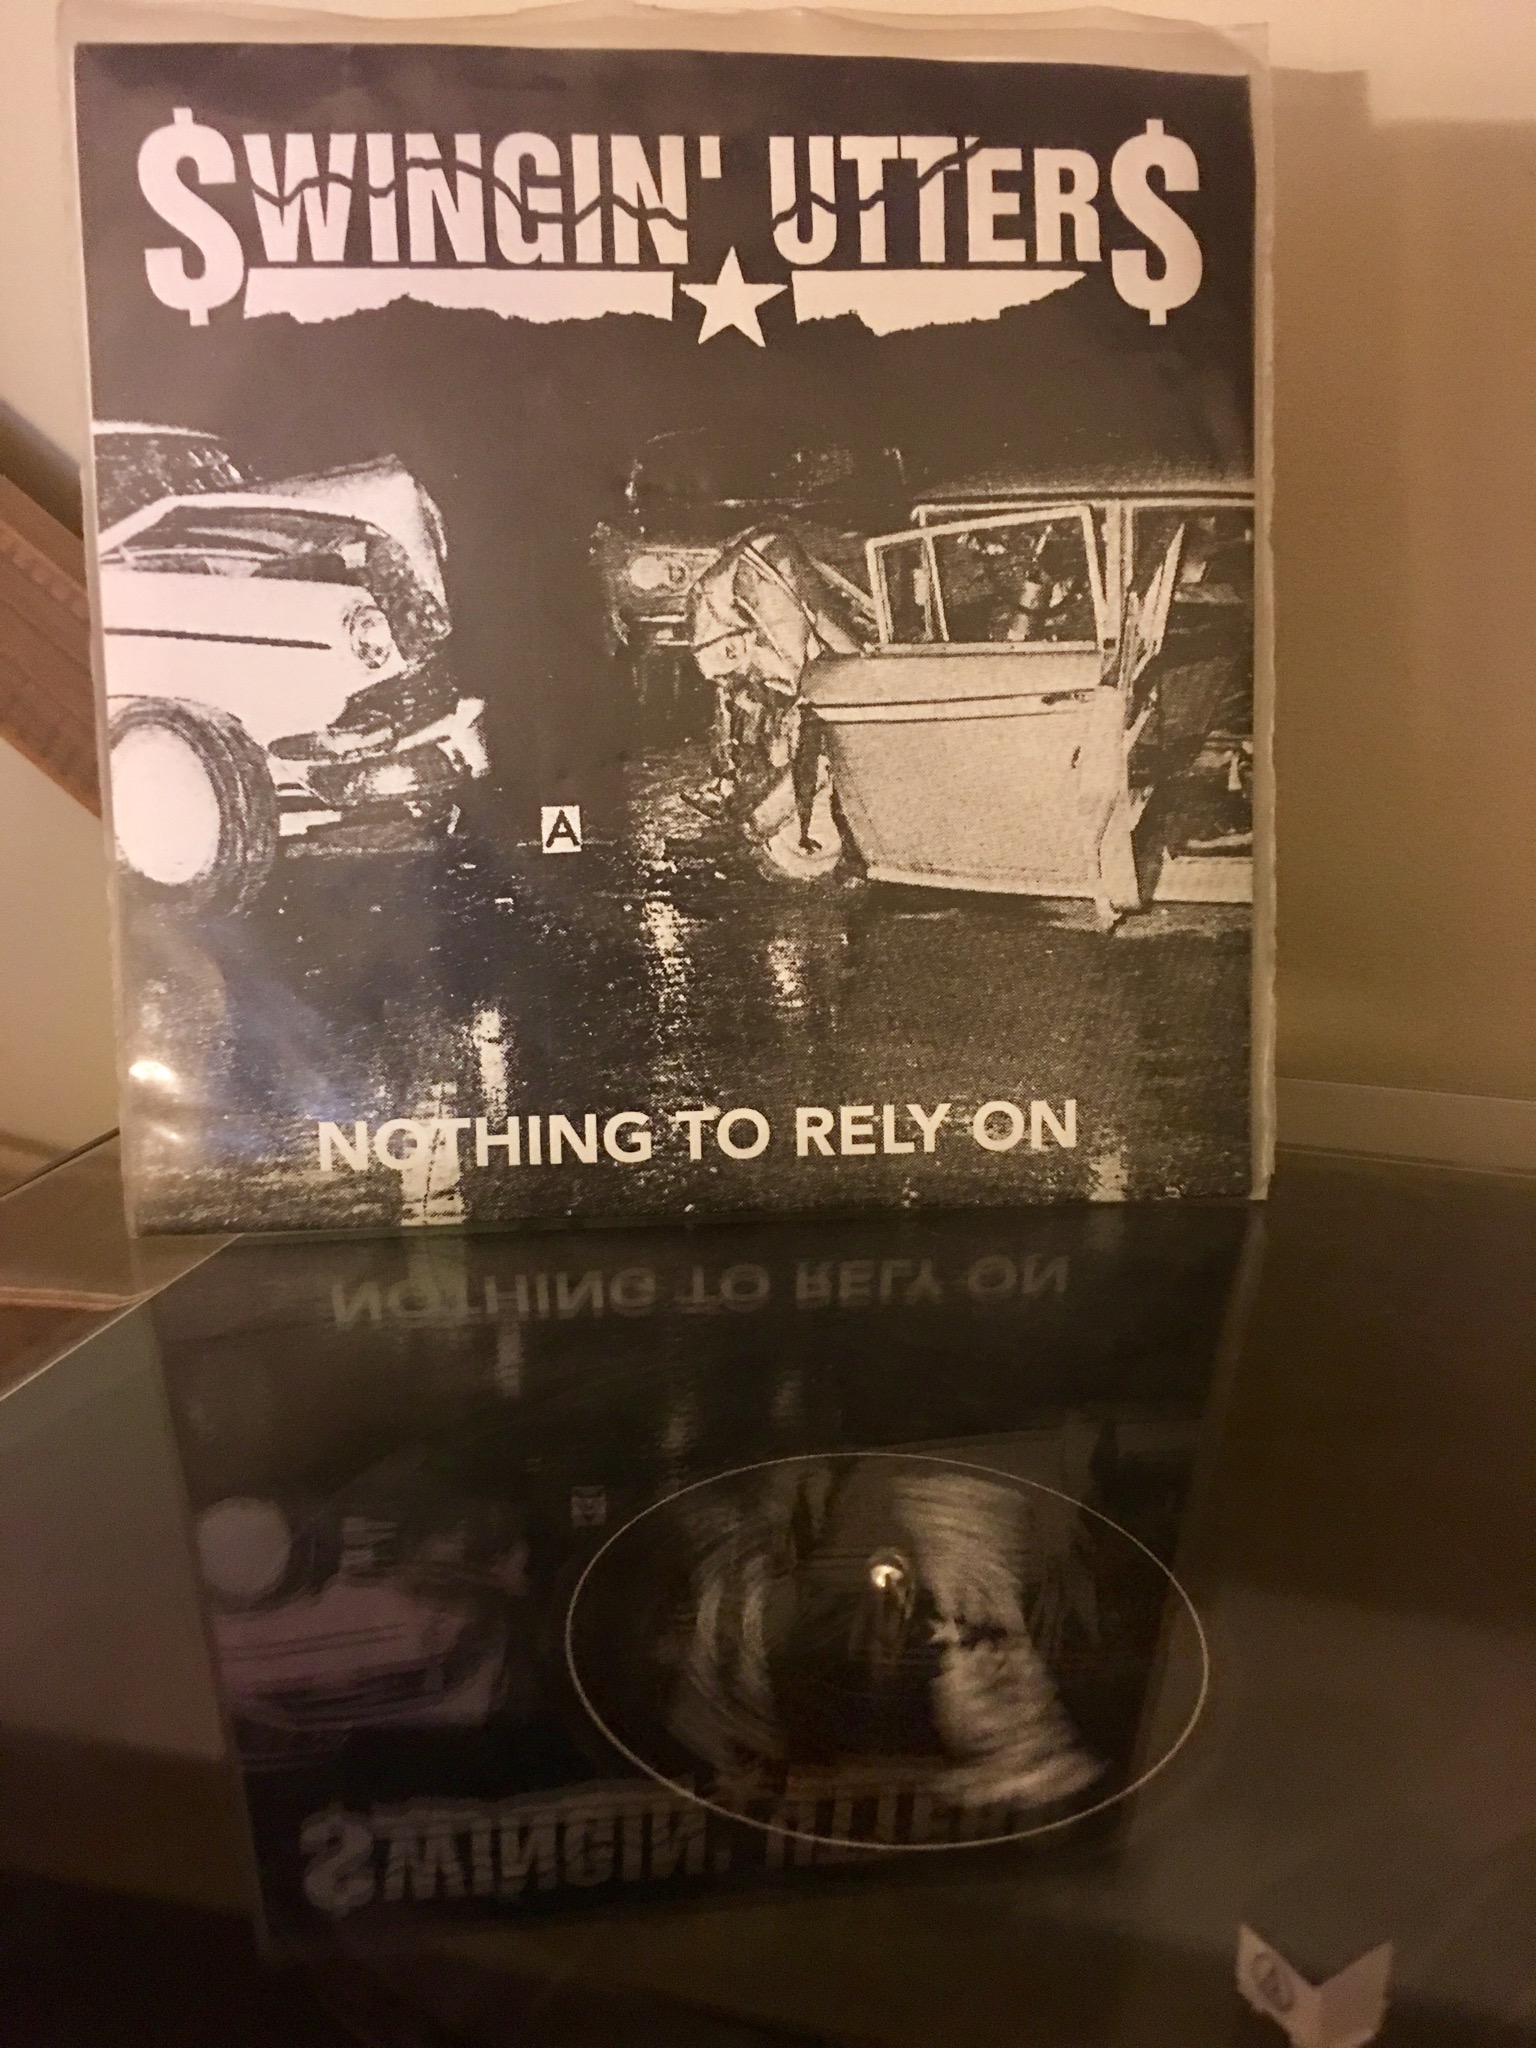 $WINGIN' UTTER$
A
NOTHING TO RELY ON